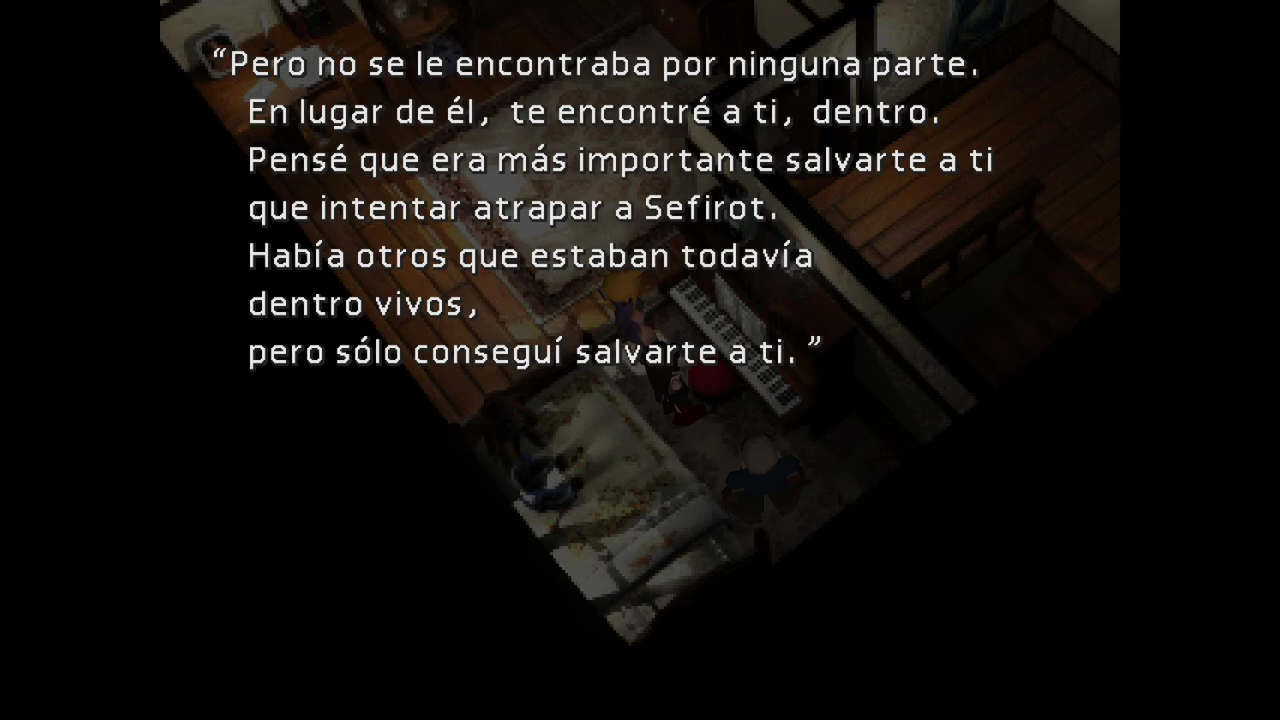 “Pero no se le encontraba por ninguna parte.
En lugar de él, te encontré a ti, dentro.
Pensé que era más importante salvarte a ti
que intentar atrapar a Sefirot.
Había otros que estaban todavía
dentro vivos,
pero sólo conseguí salvarte a ti.”